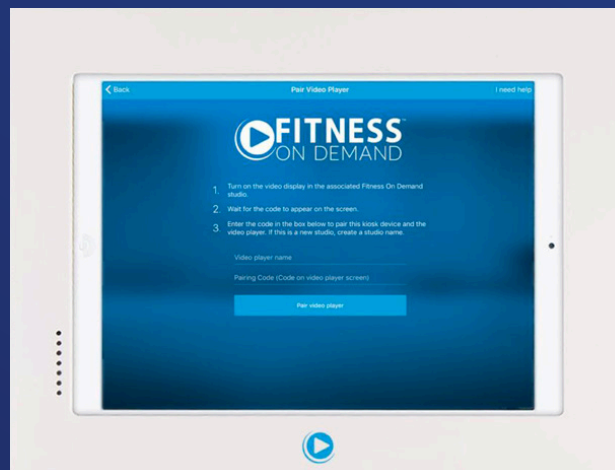 Back
Pair Video Player
I need help
FITNESS™
ON DEMAND
1. Turn on the video display in the associated Fitness On Demand
studio.
2. Wait for the code to appear on the screen.
3. Enter the code in the box below to pair this kiosk device and the
video player. If this is a new studio, create a studio name.
Video player name
Pairing Code (Code on video player screen)
Pair video player